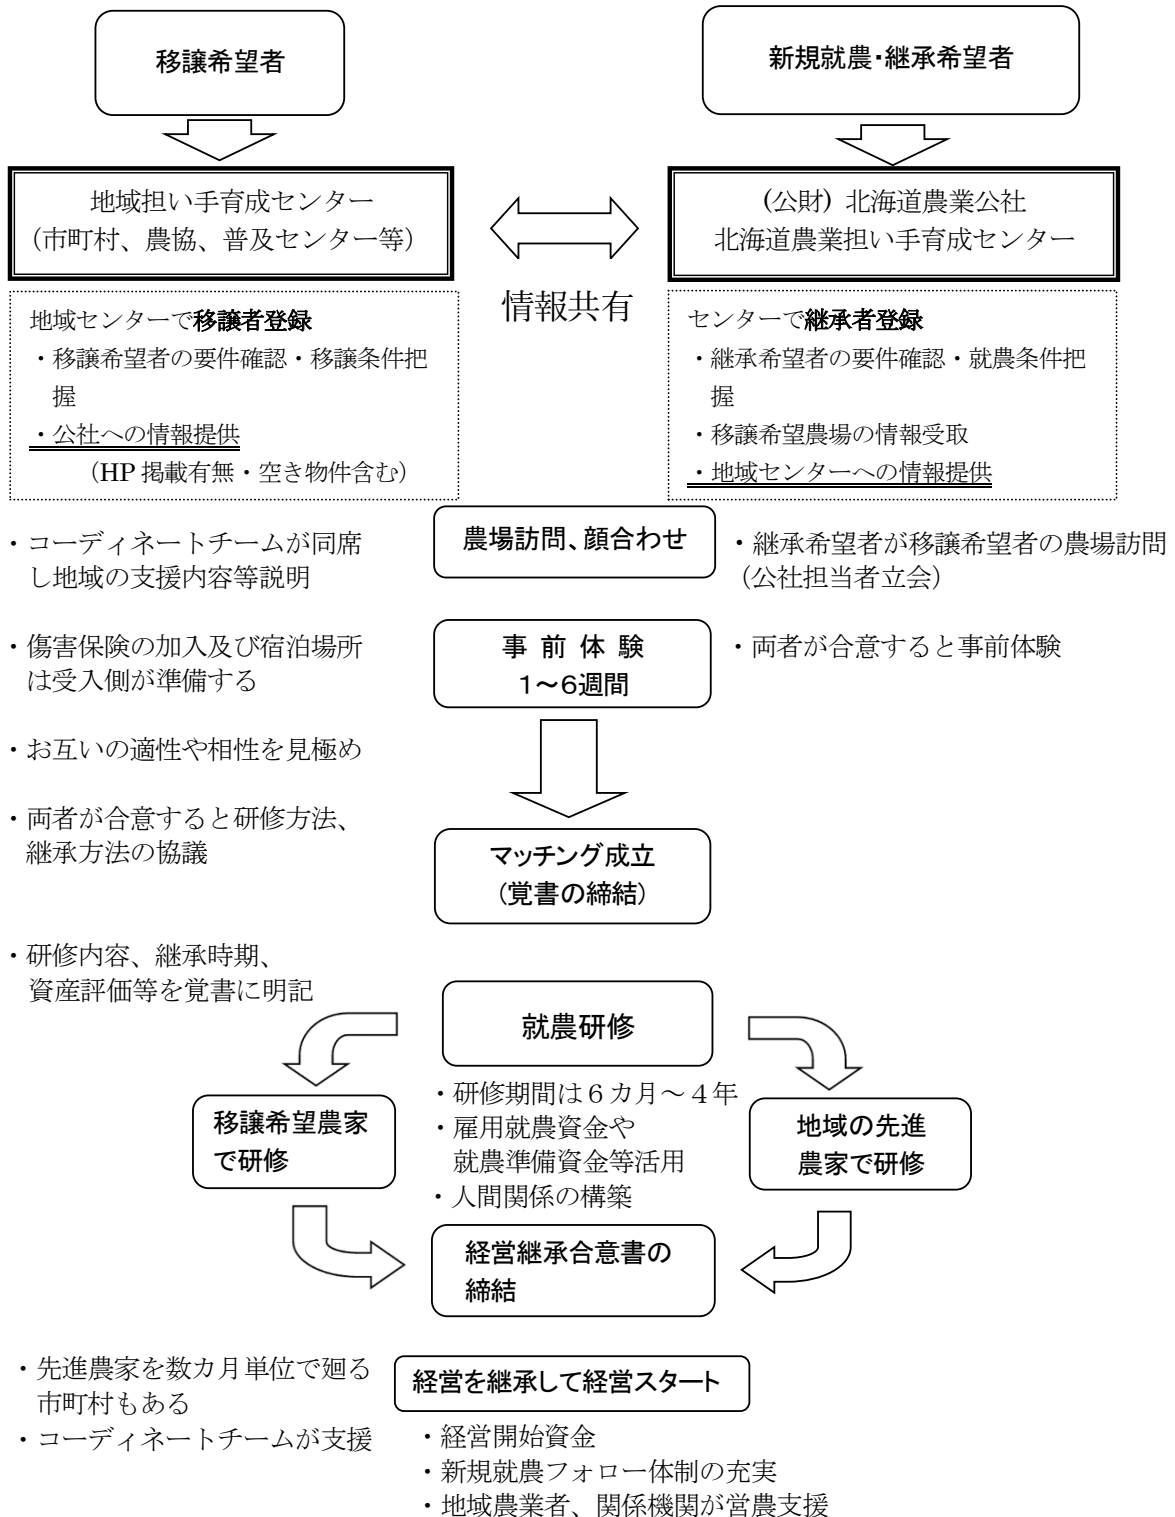 移譲希望者
新規就農・継承希望者
地域担い手育成センター
（市町村、農協、普及センター等）
(公財) 北海道農業公社
北海道農業担い手育成センター
情報共有
地域センターで移譲者登録
・移譲希望者の要件確認・移譲条件把
握
・公社への情報提供
（HP 掲載有無・空き物件含む）
センターで継承者登録
・継承希望者の要件確認・就農条件把
握
・移譲希望農場の情報受取
・地域センターへの情報提供
・コーディネートチームが同席
し地域の支援内容等説明
農場訪問、顔合わせ
・継承希望者が移譲希望者の農場訪問
（公社担当者立会）
・傷害保険の加入及び宿泊場所
は受入側が準備する
事 前 体 験
1～6週間
・両者が合意すると事前体験
・お互いの適性や相性を見極め
・両者が合意すると研修方法、
継承方法の協議
マッチング成立
（覚書の締結）
・研修内容、継承時期、
資産評価等を覚書に明記
就農研修
・研修期間は６カ月～４年
・雇用就農資金や
就農準備資金等活用
・人間関係の構築
移譲希望農家
で研修
地域の先進
農家で研修
経営継承合意書の
締結
・先進農家を数カ月単位で廻る
市町村もある
・コーディネートチームが支援
経営を継承して経営スタート
・経営開始資金
・新規就農フォロー体制の充実
・地域農業者、関係機関が営農支援